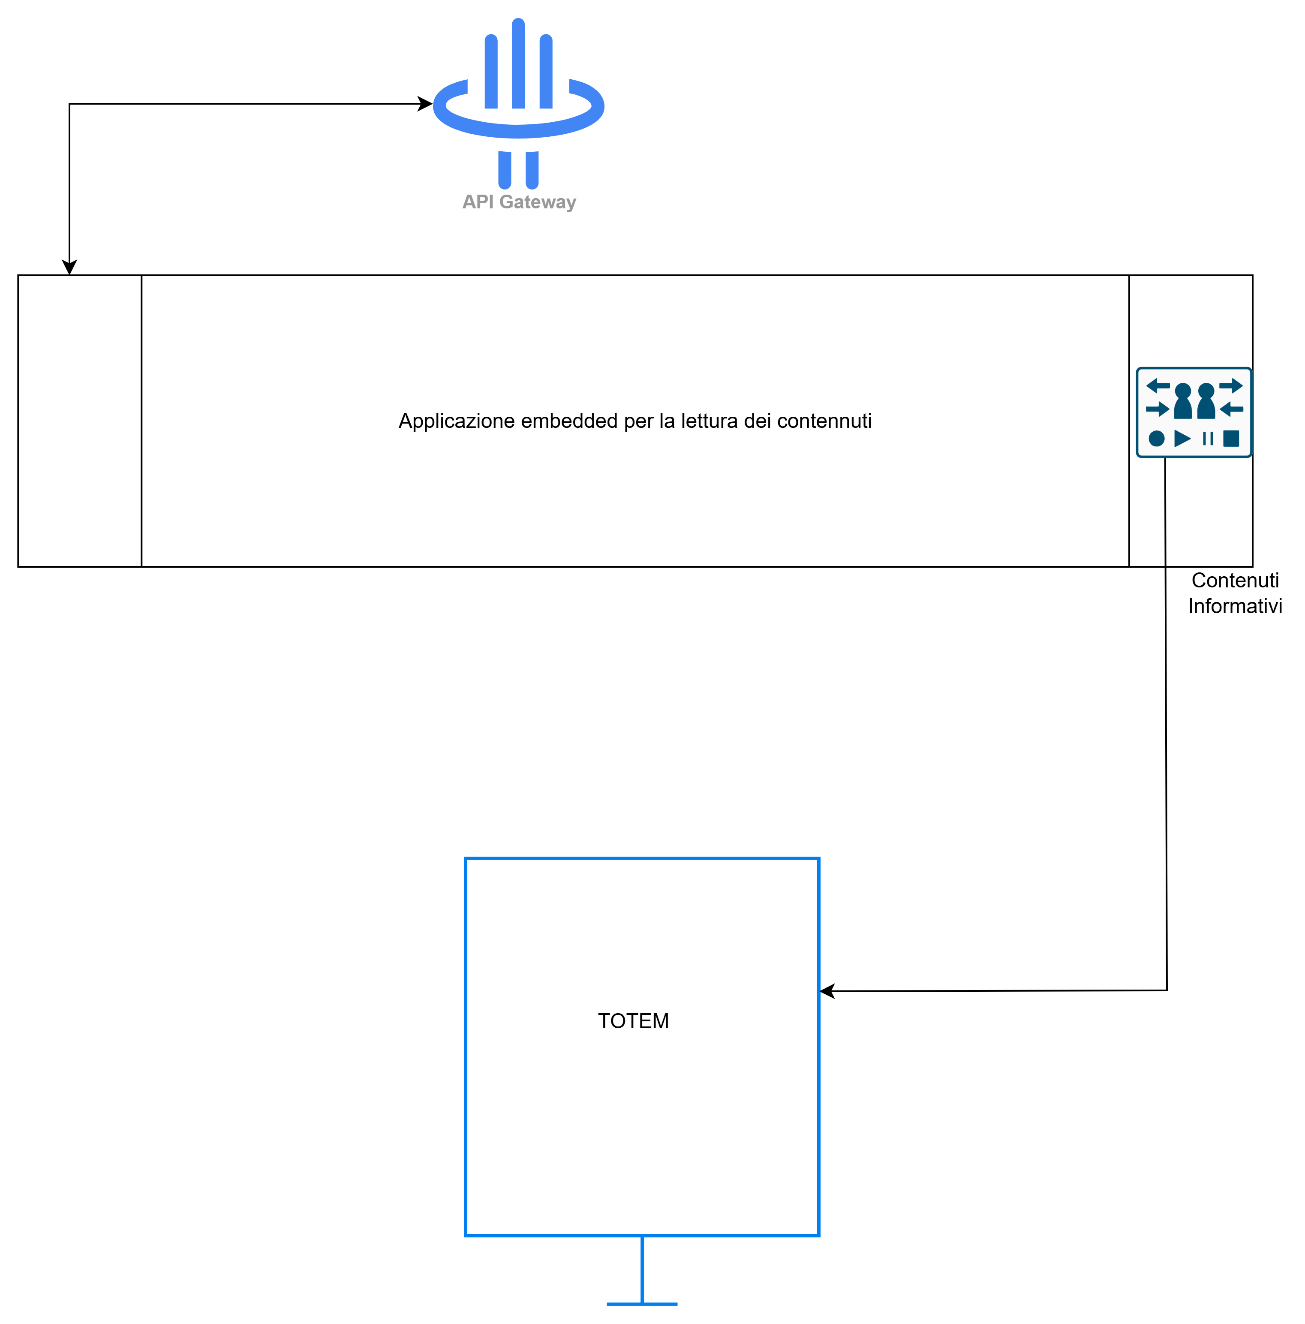 API Gateway
Applicazione embedded per la lettura dei contennuti
Contenuti
Informativi
TOTEM